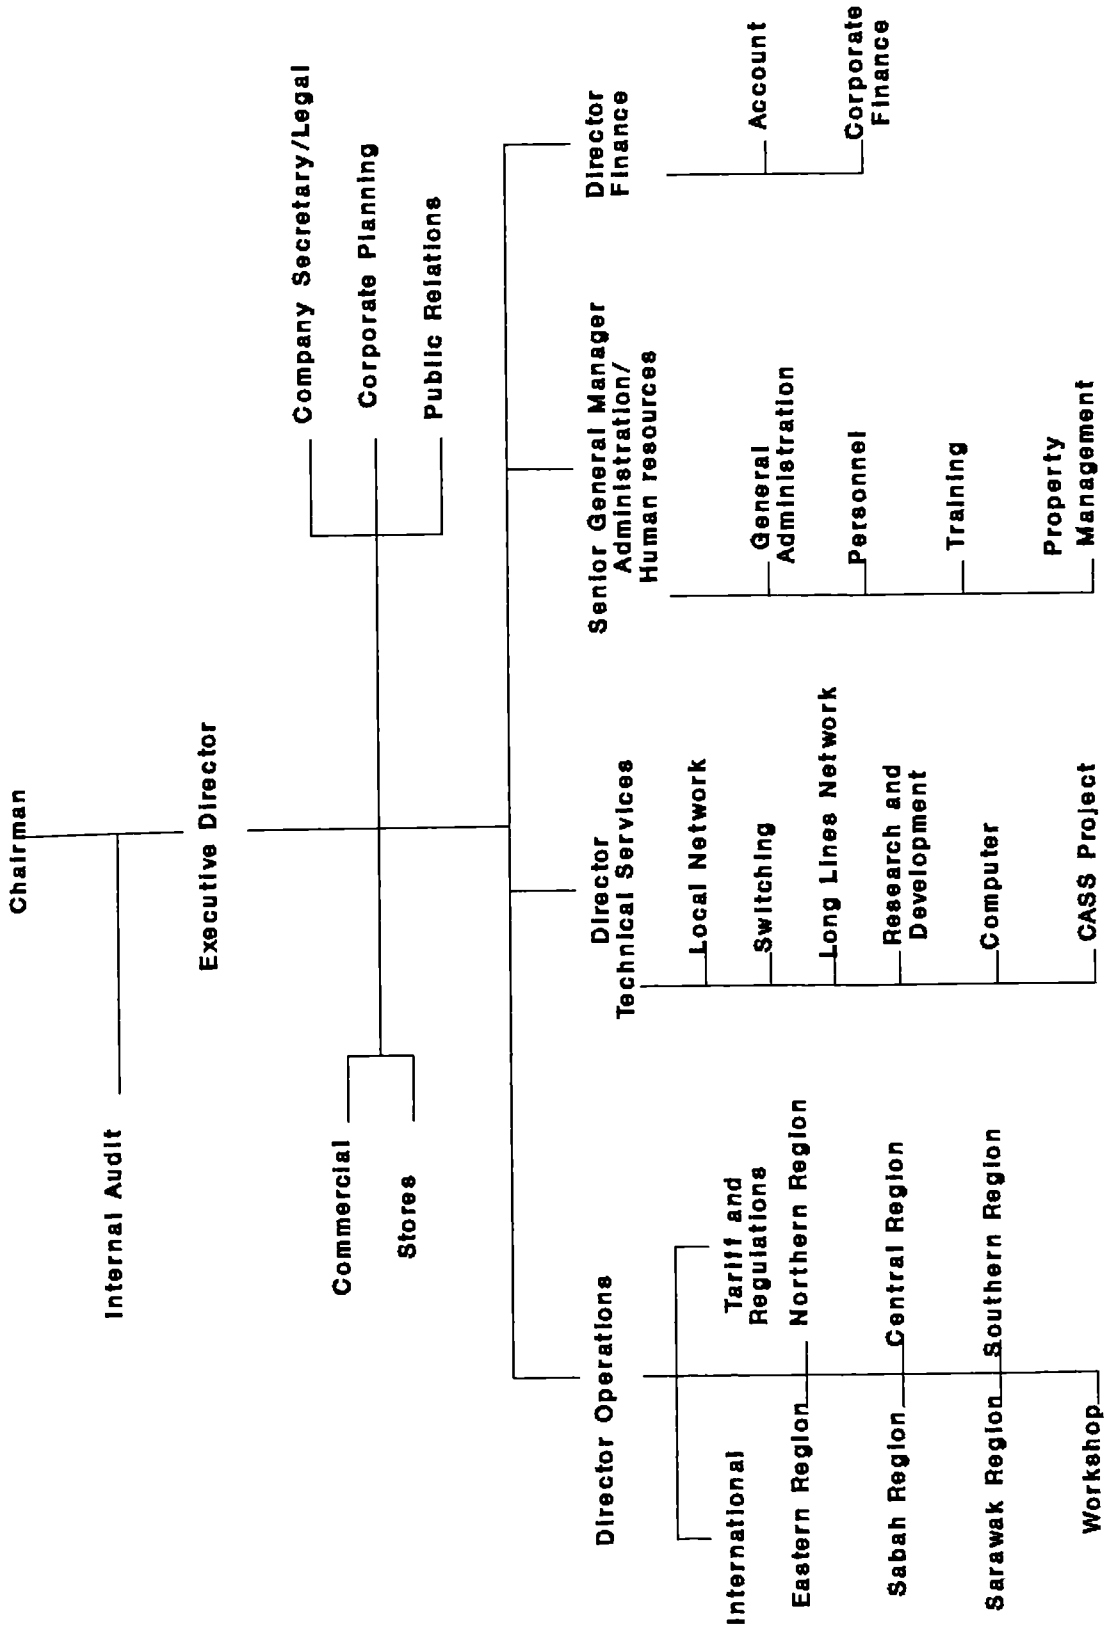 Chairman
Internal Audit
Executive Director
Commercial
Stores
Company Secretary/Legal
Corporate Planning
Public Relations
Director Operations
International
Tariff and
Regulations
Eastern Region
Northern Region
Sabah Region
Central Region
Sarawak Region
Southern Region
Workshop
Director
Technical Services
Local Network
Switching
Long Lines Network
Research and
Development
Computer
CASS Project
Senior General Manager
Administration/
Human resources
General
Administration
Personnel
Training
Property
Management
Director
Finance
Account
Corporate
Finance